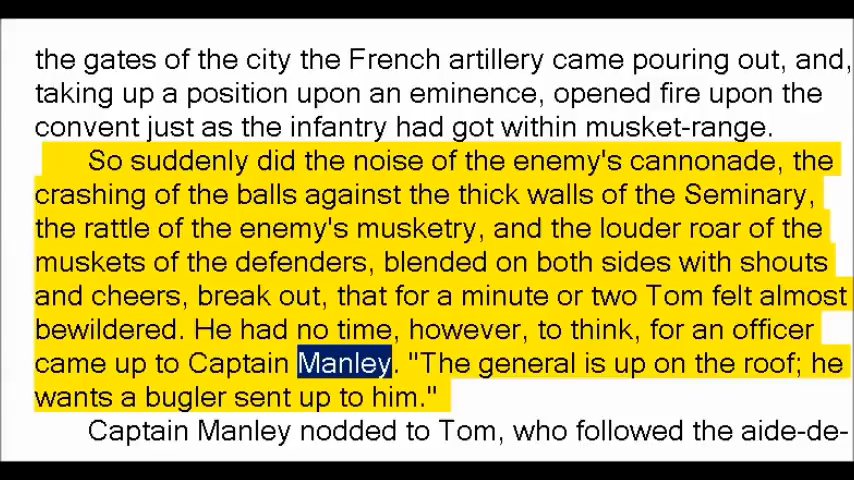 the gates of the city the French artillery came pouring out, and,
taking up a position upon an eminence, opened fire upon the
convent just as the infantry had got within musket-range.
So suddenly did the noise of the enemy's cannonade, the
crashing of the balls against the thick walls of the Seminary,
the rattle of the enemy's musketry, and the louder roar of the
muskets of the defenders, blended on both sides with shouts
and cheers, break out, that for a minute or two Tom felt almost
bewildered. He had no time, however, to think, for an officer
came up to Captain Manley. "The general is up on the roof; he
wants a bugler sent up to him."
Captain Manley nodded to Tom, who followed the aide-de-